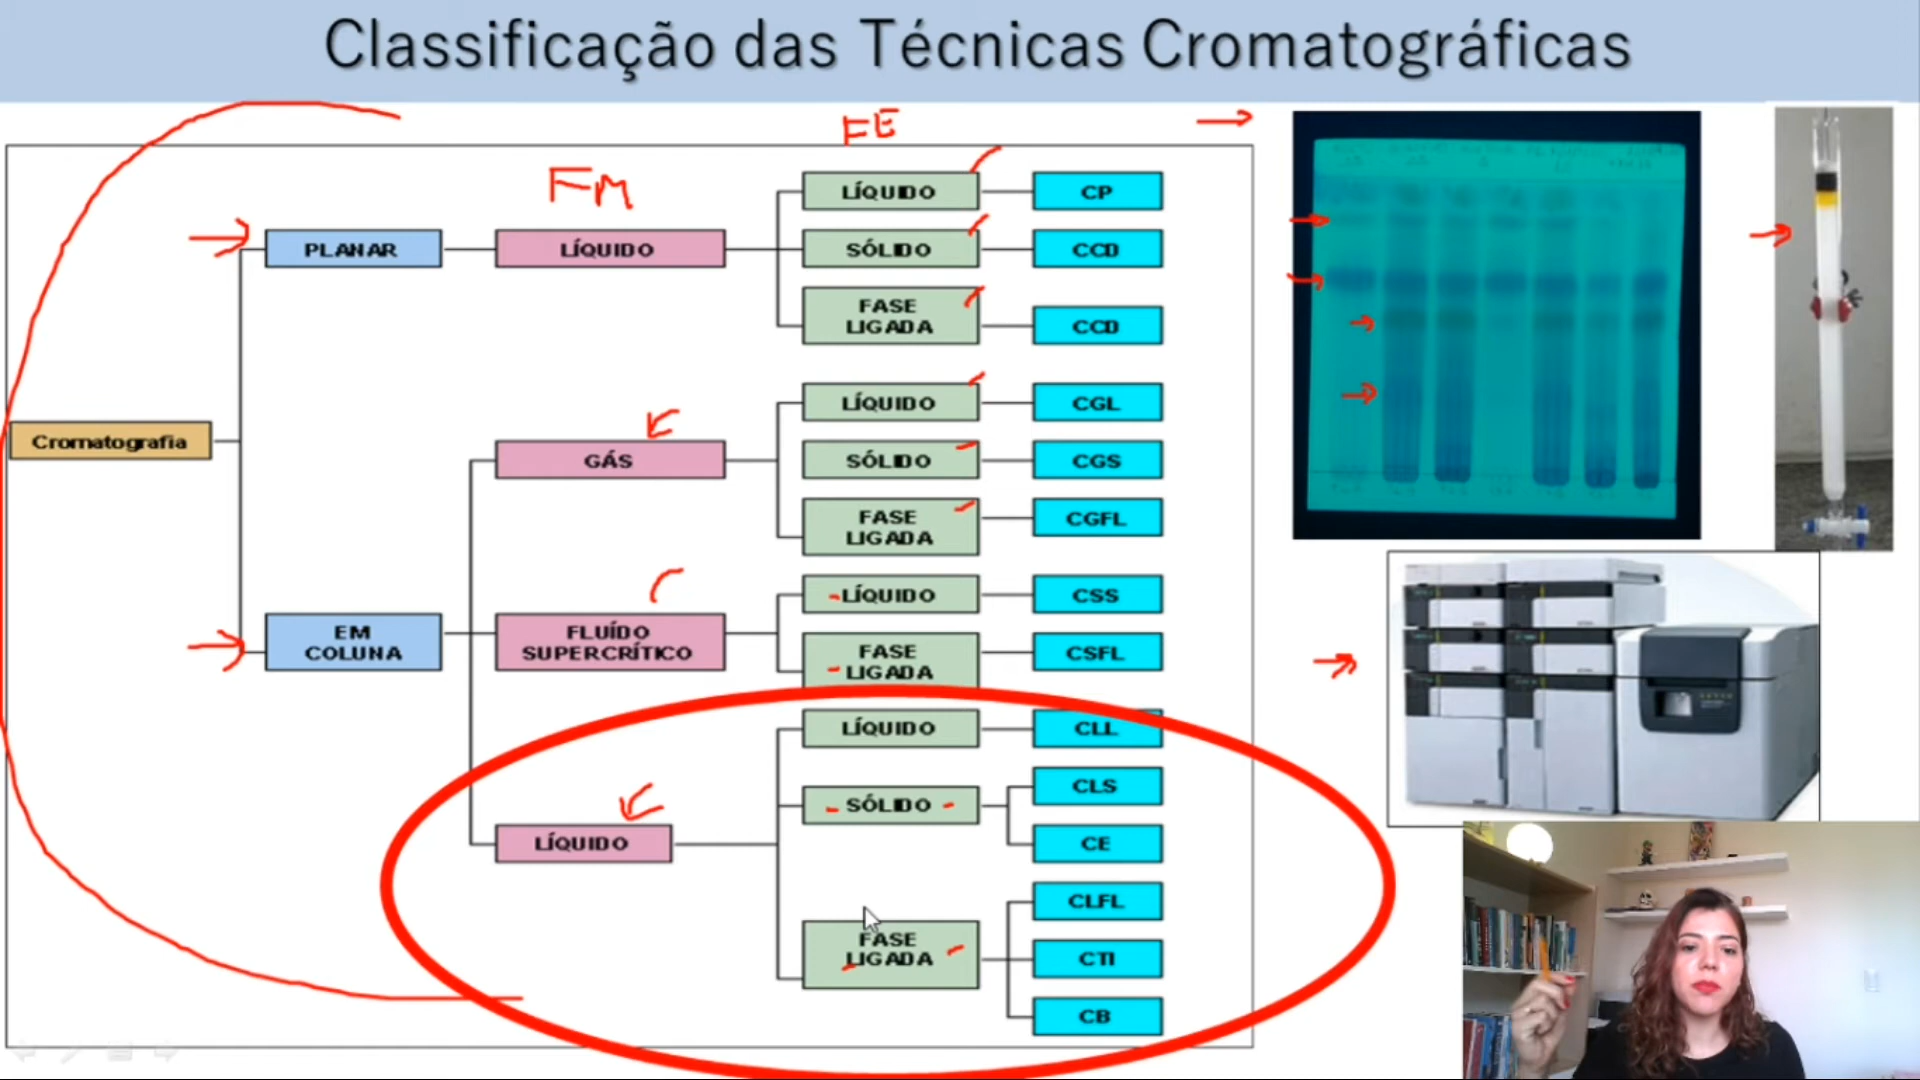 Classificação das Técnicas Cromatográficas
FE
FM
LÍQUIDO
CP
PLANAR
LÍQUIDO
SÓLIDO
CCD
FASE
LIGADA
CCD
LÍQUIDO
CGL
Cromatografia
GÁS
SÓLIDO
CGS
FASE
LIGADA
CGFL
LÍQUIDO
CSS
EM
COLUNA
FLUÍDO
SUPERCRÍTICO
FASE
LIGADA
CSFL
LÍQUIDO
CLL
CLS
SÓLIDO
LÍQUIDO
CE
CLFL
FASE
LIGADA
CTI
CB